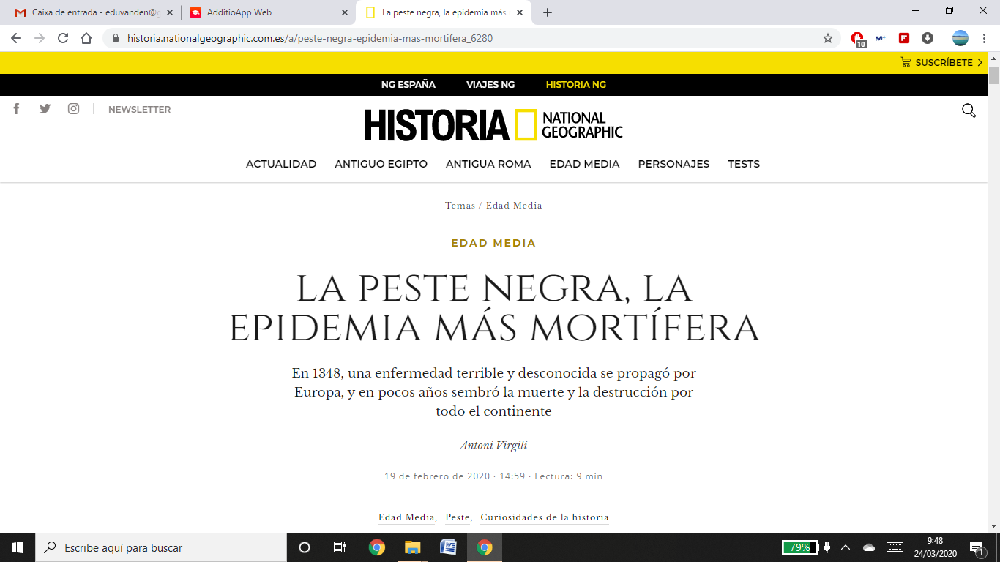 Caixa de entrada - eduvanden@g
AdditioApp Web
La peste negra, la epidemia más
historia.nationalgeographic.com.es/a/peste-negra-epidemia-mas-mortifera_6280
10
SUSCRÍBETE
NG ESPAÑA VIAJES NG HISTORIA NG
NEWSLETTER
HISTORIA NATIONAL
GEOGRAPHIC
ACTUALIDAD ANTIGUO EGIPTO ANTIGUA ROMA EDAD MEDIA PERSONAJES TESTS
Temas / Edad Media
EDAD MEDIA
LA PESTE NEGRA, LA
EPIDEMIA MÁS MORTÍFERA
En 1348, una enfermedad terrible y desconocida se propagó por
Europa, y en pocos años sembró la muerte y la destrucción por
todo el continente
Antoni Virgili
19 de febrero de 2020 · 14:59 · Lectura: 9 min
Edad Media, Peste, Curiosidades de la historia
Escribe aquí para buscar
79%
9:48
24/03/2020
1